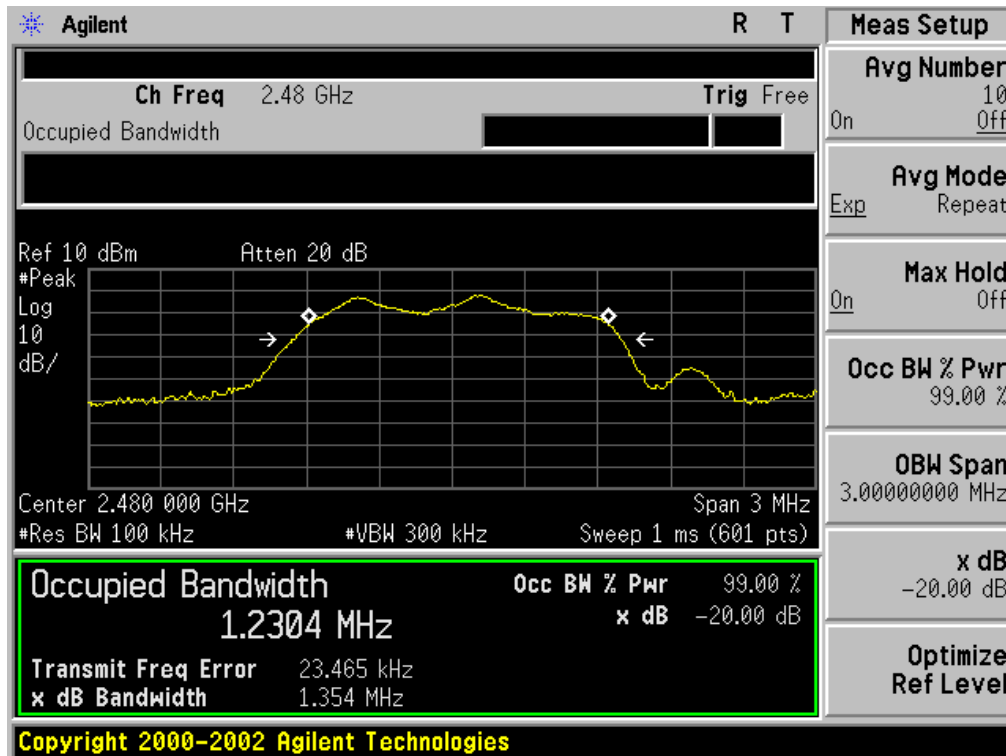 Agilent R T
Ch Freq 2.48 GHz Trig Free
Occupied Bandwidth
Ref 10 dBm Atten 20 dB
#Peak
Log
10
dB/
Center 2.480 000 GHz Span 3 MHz
#Res BW 100 kHz #VBW 300 kHz Sweep 1 ms (601 pts)
Occupied Bandwidth
1.2304 MHz
Occ BW % Pwr 99.00 %
x dB -20.00 dB
Transmit Freq Error 23.465 kHz
x dB Bandwidth 1.354 MHz
Copyright 2000-2002 Agilent Technologies
Meas Setup
Avg Number
10
On Off
Avg Mode
Exp Repeat
Max Hold
On Off
Occ BW % Pwr
99.00 %
OBW Span
3.00000000 MHz
x dB
-20.00 dB
Optimize
Ref Level